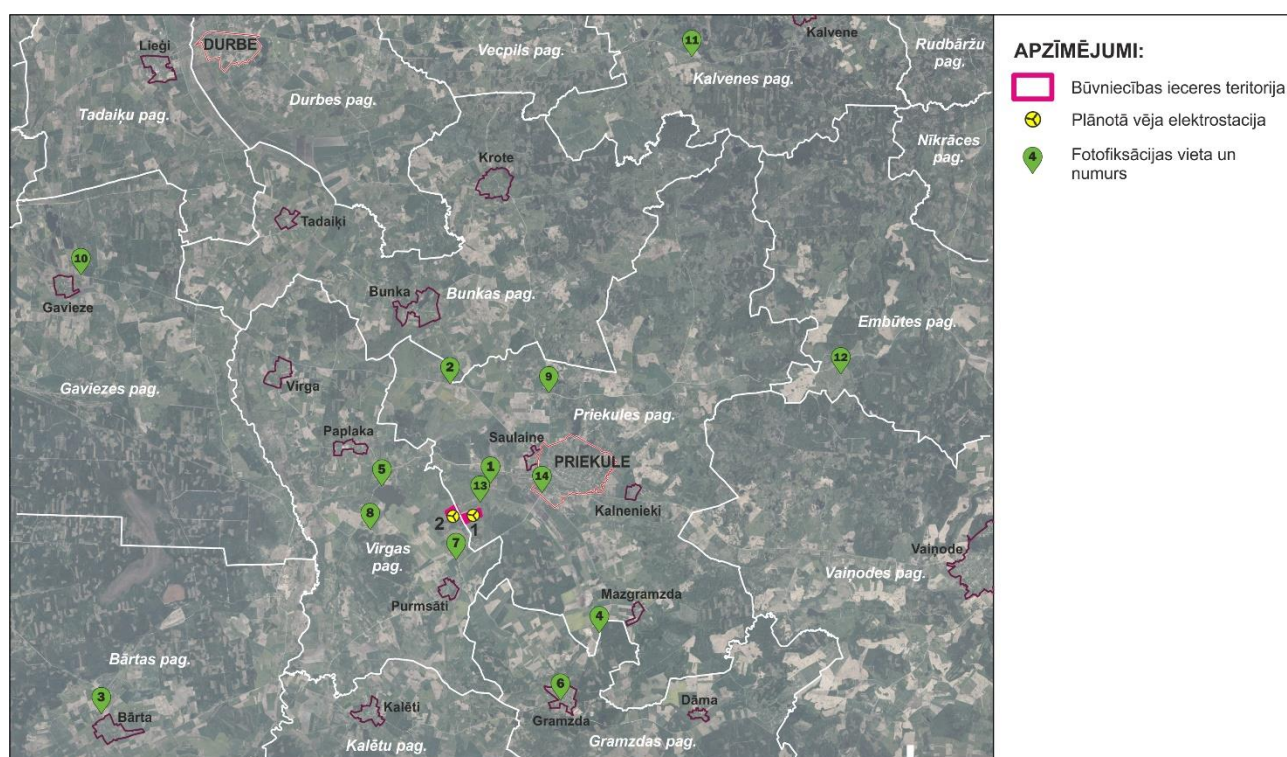 Kalvene
Lieģi
DURBE
11
Rudbāržu
pag.
Vecpils pag.
Kalvenes pag.
Durbes pag.
Tadaiķu pag.
Nīkrāces
pag.
Krote
Tadaiķi
10
Gavieze
Bunka
Bunkas pag.
Embūtes pag.
12
2
9
Gaviezes pag.
Virga
Priekules pag.
Paplaka
Saulaine
PRIEKULE
5
1
14
13
Kalnenieki
8
2
1
Virgas
pag.
7
Vaiņode
Vaiņodes pag.
Purmsāti
Mazgramzda
4
Bārtas pag.
3
Bārta
6
Gramzda
Dāma
Kalēti
Kalētu pag.
Gramzdas pag.
APZĪMĒJUMI:
Būvniecības ieceres teritorija
Plānotā vēja elektrostacija
4
Fotofiksācijas vieta un
numurs